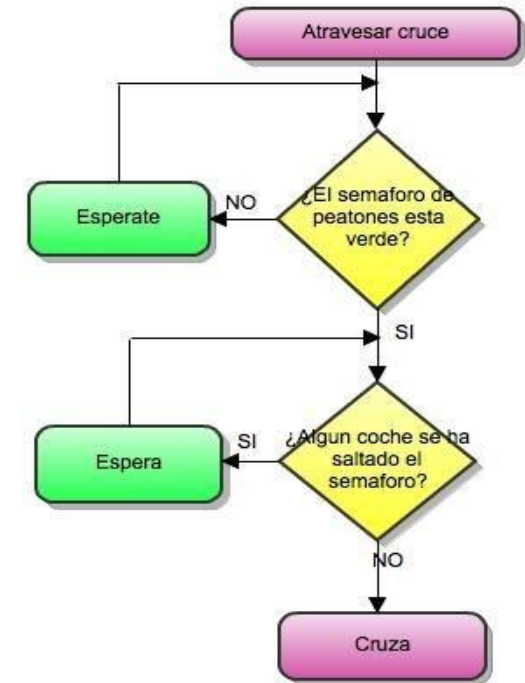 Atravesar cruce
¿El semaforo de
peatones esta
verde?
NO
Esperate
SI
¿Algun coche se ha
saltado el
semaforo?
SI
Espera
NO
Cruza